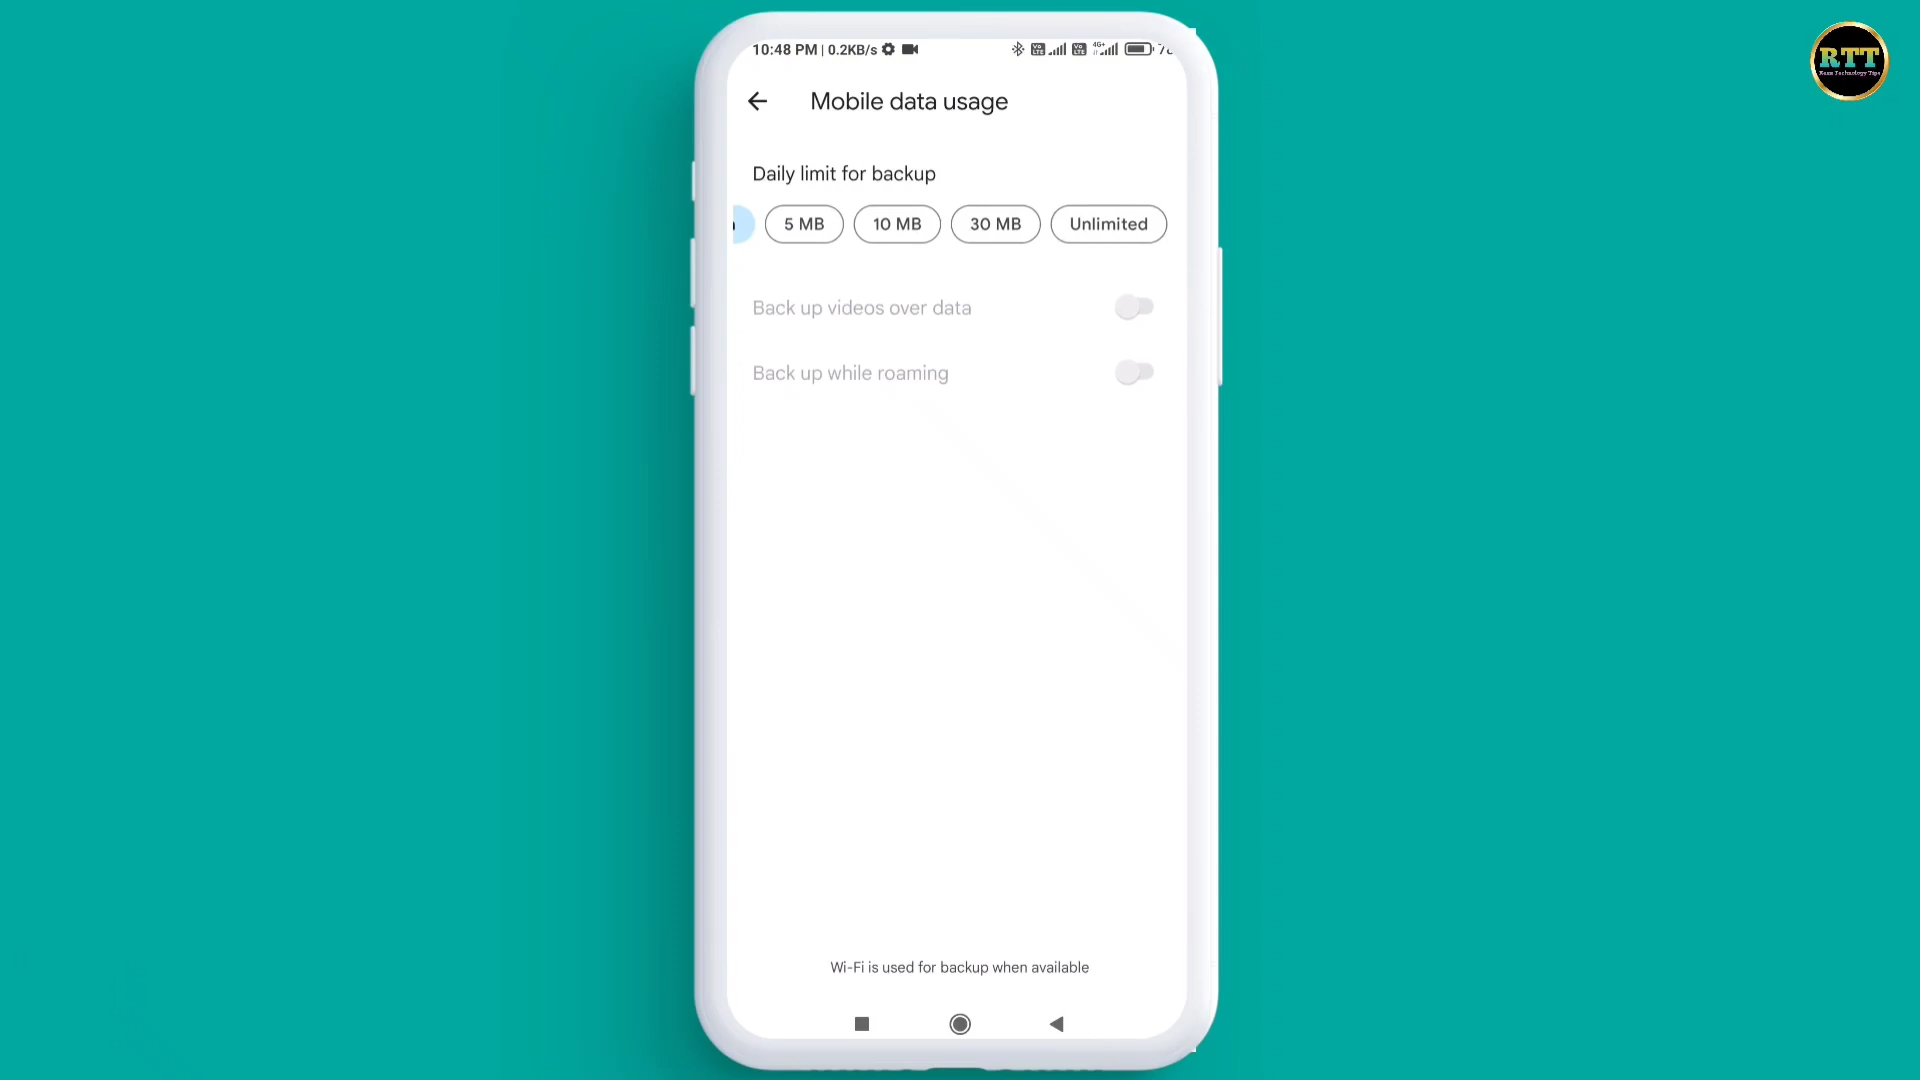 10:48 PM | 0.2KB/s
Mobile data usage
Daily limit for backup
5 MB
10 MB
30 MB
Unlimited
Back up videos over data
Back up while roaming
Wi-Fi is used for backup when available
RTT